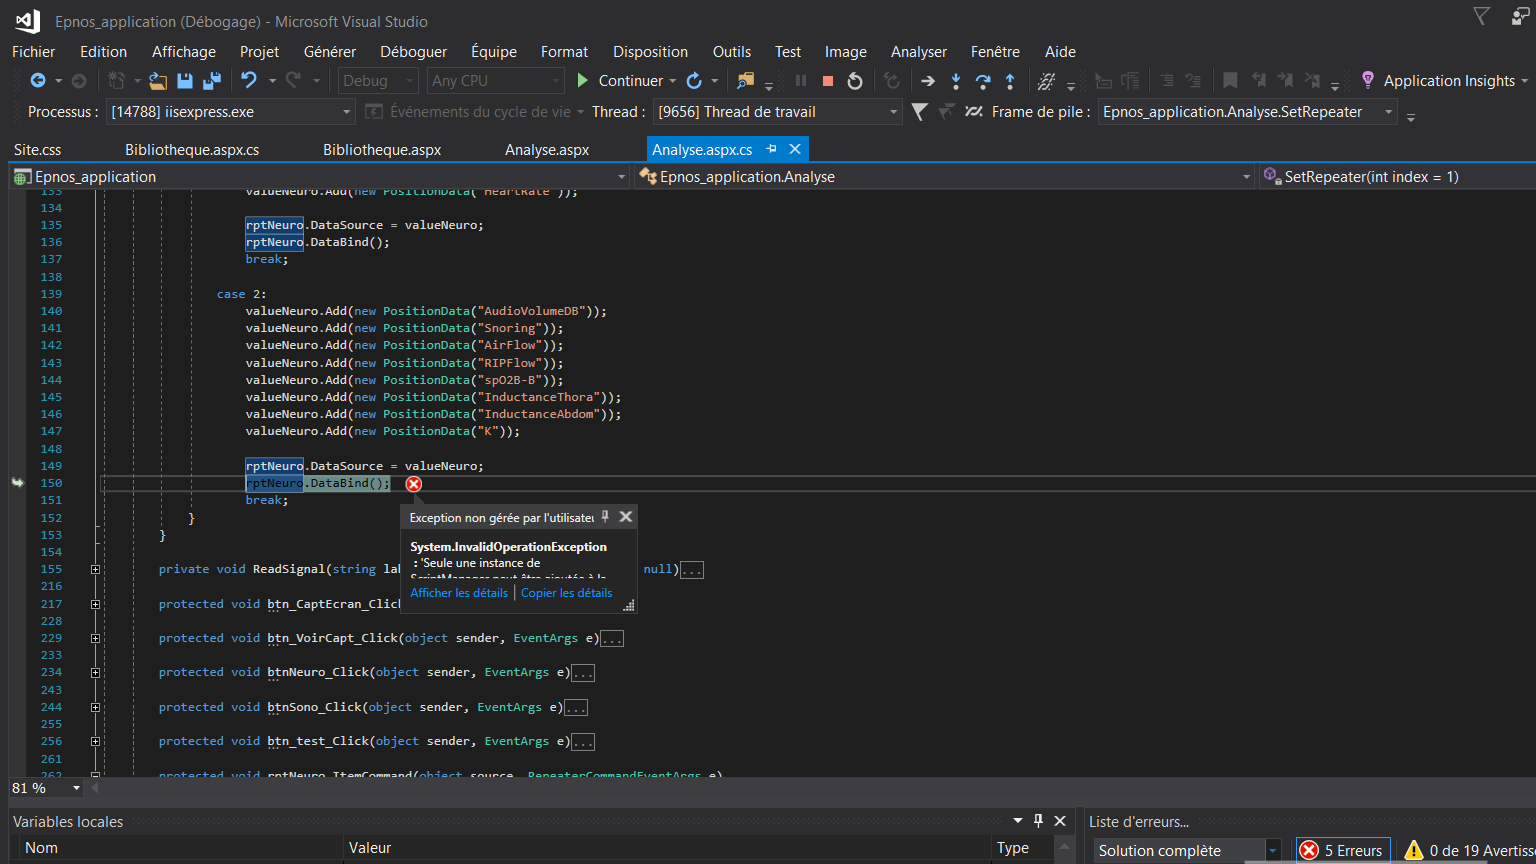 Epnos_application (Débogage) - Microsoft Visual Studio
Fichier Edition Affichage Projet Générer Déboguer Équipe Format Disposition Outils Test Image Analyser Fenêtre Aide
Debug Any CPU Continuer Application Insights
Processus : [14788] iisexpress.exe Événements du cycle de vie Thread : [9656] Thread de travail Frame de pile : Epnos_application.Analyse.SetRepeater
Site.css Bibliotheque.aspx.cs Bibliotheque.aspx Analyse.aspx Analyse.aspx.cs
Epnos_application Epnos_application.Analyse SetRepeater(int index = 1)
133 valueNeuro.Add(new PositionData("HeartRate"));
134
135 rptNeuro.DataSource = valueNeuro;
136 rptNeuro.DataBind();
137 break;
138
139 case 2:
140 valueNeuro.Add(new PositionData("AudioVolumeDB"));
141 valueNeuro.Add(new PositionData("Snoring"));
142 valueNeuro.Add(new PositionData("AirFlow"));
143 valueNeuro.Add(new PositionData("RIPFlow"));
144 valueNeuro.Add(new PositionData("spO2B-B"));
145 valueNeuro.Add(new PositionData("InductanceThora"));
146 valueNeuro.Add(new PositionData("InductanceAbdom"));
147 valueNeuro.Add(new PositionData("K"));
148
149 rptNeuro.DataSource = valueNeuro;
150 rptNeuro.DataBind();
151 break;
152 }
153 }
154
155 private void ReadSignal(string la null)...
216
217 protected void btn_CaptEcran_Click
228
229 protected void btn_VoirCapt_Click(object sender, EventArgs e)...
233
234 protected void btnNeuro_Click(object sender, EventArgs e)...
243
244 protected void btnSono_Click(object sender, EventArgs e)...
255
256 protected void btn_test_Click(object sender, EventArgs e)...
261
262 protected void rptNeuro_ItemCommand(object source, RepeaterCommandEventArgs e)
Exception non gérée par l'utilisateu
System.InvalidOperationException
: 'Seule une instance de
ScriptManager peut être ajoutée à la
Afficher les détails | Copier les détails
81 %
Variables locales
Nom Valeur Type
Liste d'erreurs...
Solution complète 5 Erreurs 0 de 19 Avertiss